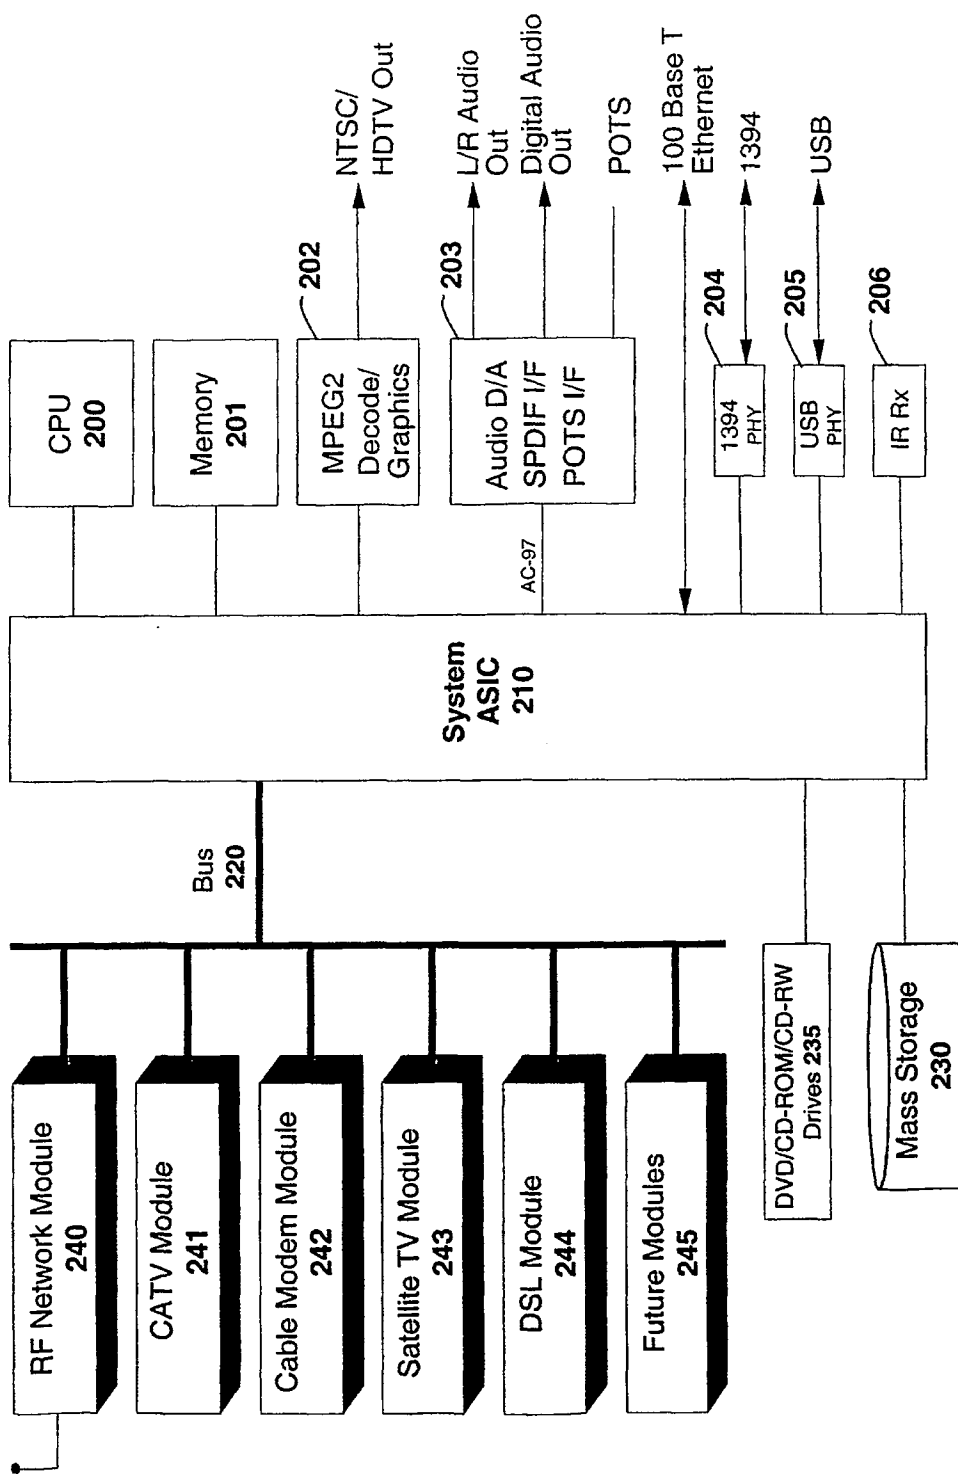 RF Network Module
240
CATV Module
241
Cable Modem Module
242
Satellite TV Module
243
DSL Module
244
Future Modules
245
DVD/CD-ROM/CD-RW
Drives 235
Mass Storage
230
Bus
220
System
ASIC
210
CPU
200
Memory
201
MPEG2
Decode/
Graphics
202
NTSC/
HDTV Out
AC-97
Audio D/A
SPDIF I/F
POTS I/F
203
L/R Audio
Out
Digital Audio
Out
POTS
100 Base T
Ethernet
1394
PHY
204
1394
USB
PHY
205
USB
IR Rx
206